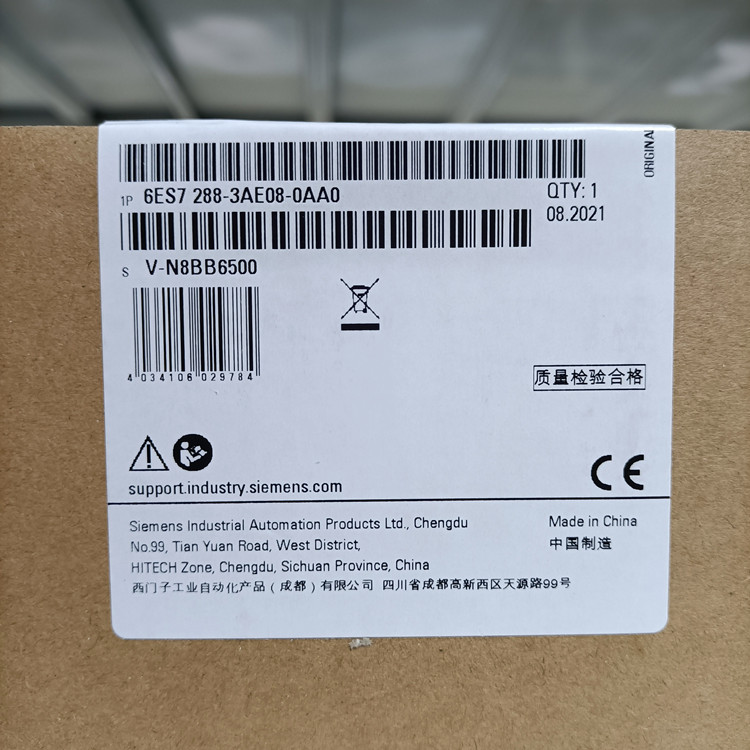 ORIGINA
1P 6ES7 288-3AE08-0AA0
QTY: 1
08.2021
S V-N8BB6500
4 034106 029784
质量检验合格
CE
support.industry.siemens.com
Siemens Industrial Automation Products Ltd., Chengdu
No.99, Tian Yuan Road, West District,
HITECH Zone, Chengdu, Sichuan Province, China
西门子工业自动化产品（成都）有限公司 四川省成都高新西区天源路99号
Made in China
中国制造